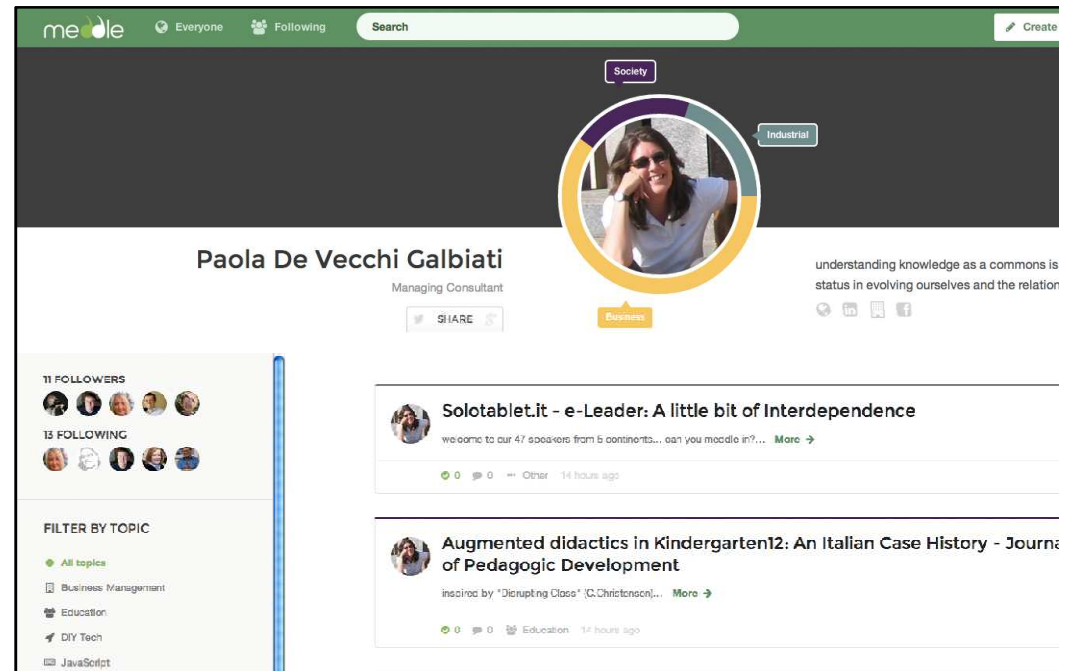 meddle
Everyone
Following
Search
Create
Society
Industrial
Business
Paola De Vecchi Galbiati
Managing Consultant
SHARE
understanding knowledge as a commons is
status in evolving ourselves and the relation
11 FOLLOWERS
13 FOLLOWING
FILTER BY TOPIC
All topics
Business Management
Education
DIY Tech
JavaScript
Solotablet.it - e-Leader: A little bit of Interdependence
welcome to our 47 speakers from 5 continents... can you meddle in?... More →
0 0 Other 14 hours ago
Augmented didactics in Kindergarten12: An Italian Case History - Journa
of Pedagogic Development
inspired by "Disrupting Class" (C.Christensen)... More →
0 0 Education 14 hours ago